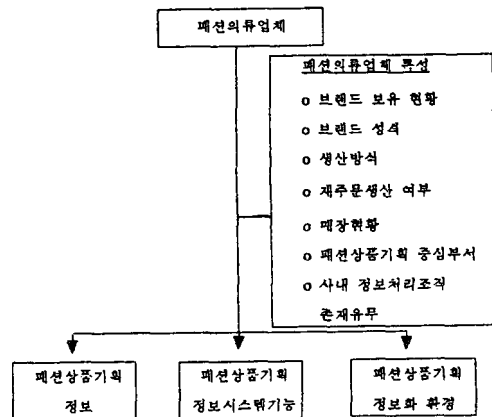 패션의류업체
패션의류업체 특성
o 브랜드 보유 현황
o 브랜드 성격
o 생산방식
o 재주문생산 여부
o 매장현황
o 패션상품기획 중심부서
o 사내 정보처리조직
존재유무
패션상품기획
정보
패션상품기획
정보시스템기능
패션상품기획
정보화 환경